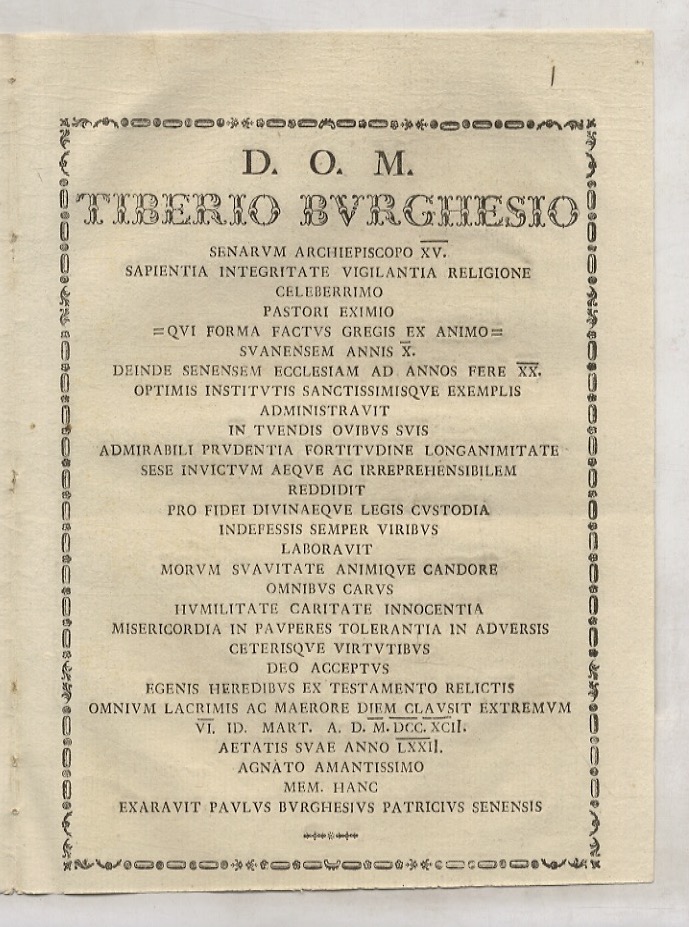 1
D. O. M.
TIBERIO BVRGHESIO
SENARVM ARCHIEPISCOPO XV.
SAPIENTIA INTEGRITATE VIGILANTIA RELIGIONE
CELEBERRIMO
PASTORI EXIMIO
=QVI FORMA FACTVS GREGIS EX ANIMO=
SVANENSEM ANNIS X.
DEINDE SENENSEM ECCLESIAM AD ANNOS FERE XX.
OPTIMIS INSTITVTIS SANCTISSIMISQVE EXEMPLIS
ADMINISTRAVIT
IN TVENDIS OVIBVS SVIS
ADMIRABILI PRVDENTIA FORTITVDINE LONGANIMITATE
SESE INVICTVM AEQVE AC IRREPREHENSIBILEM
REDDIDIT
PRO FIDEI DIVINAEQVE LEGIS CVSTODIA
INDEFESSIS SEMPER VIRIBVS
LABORAVIT
MORVM SVAVITATE ANIMIQVE CANDORE
OMNIBVS CARVS
HVMILITATE CARITATE INNOCENTIA
MISERICORDIA IN PAVPERES TOLERANTIA IN ADVERSIS
CETERISQVE VIRTVTIBVS
DEO ACCEPTVS
EGENIS HEREDIBVS EX TESTAMENTO RELICTIS
OMNIVM LACRIMIS AC MAERORE DIEM CLAVSIT EXTREMVM
VI. ID. MART. A. D. M. DCC. XCII.
AETATIS SVAE ANNO LXXII.
AGNATO AMANTISSIMO
MEM. HANC
EXARAVIT PAVLVS BVRGHESIVS PATRICIVS SENENSIS